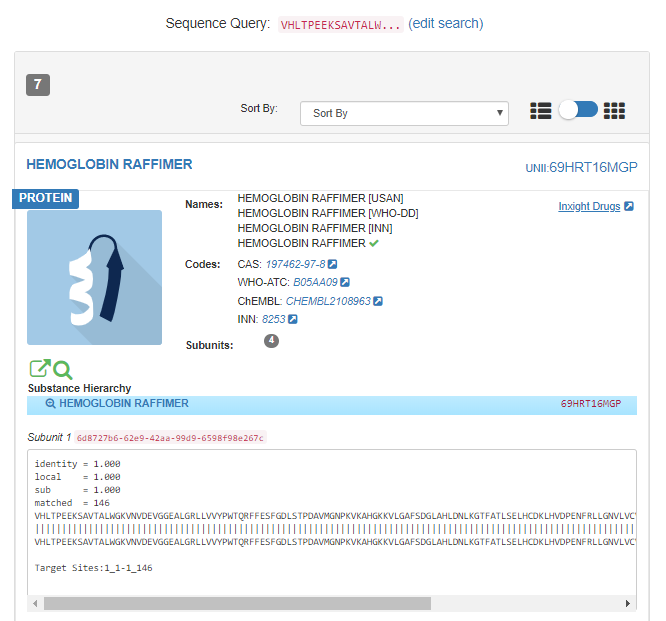 Sequence Query: VHLTPEEKSAVTALW... (edit search)
7
Sort By: Sort By
HEMOGLOBIN RAFFIMER UNII:69HRT16MGP
PROTEIN
Names: HEMOGLOBIN RAFFIMER [USAN]
HEMOGLOBIN RAFFIMER [WHO-DD]
HEMOGLOBIN RAFFIMER [INN]
HEMOGLOBIN RAFFIMER
Inxight Drugs
Codes: CAS: 197462-97-8
WHO-ATC: B05AA09
ChEMBL: CHEMBL2108963
INN: 8253
Subunits: 4
Substance Hierarchy
HEMOGLOBIN RAFFIMER 69HRT16MGP
Subunit 1 6d8727b6-62e9-42aa-99d9-6598f98e267c
identity = 1.000
local = 1.000
sub = 1.000
matched = 146
VHLTPEEKSAVTALWGKVNVDEVGGEALGRLLVVYPWTQRFFESFGDLSTPDAVMGNPKVKAHGKKVLGAFSDGLAHLDNLKGTFATLSELHCDKLHVDPENFRLLGNVLVC
VHLTPEEKSAVTALWGKVNVDEVGGEALGRLLVVYPWTQRFFESFGDLSTPDAVMGNPKVKAHGKKVLGAFSDGLAHLDNLKGTFATLSELHCDKLHVDPENFRLLGNVLVC
Target Sites:1_1-1_146